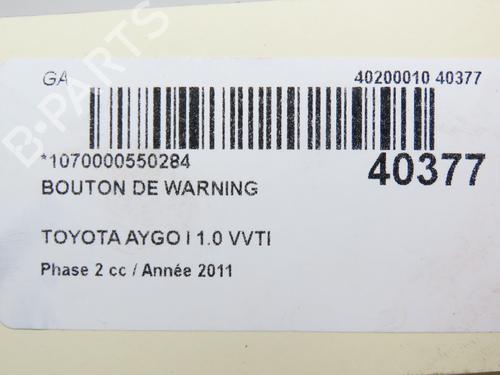 GA 40200010 40377
*1070000550284 40377
BOUTON DE WARNING
TOYOTA AYGO I 1.0 VVTI
Phase 2 cc / Année 2011
B-PARTS